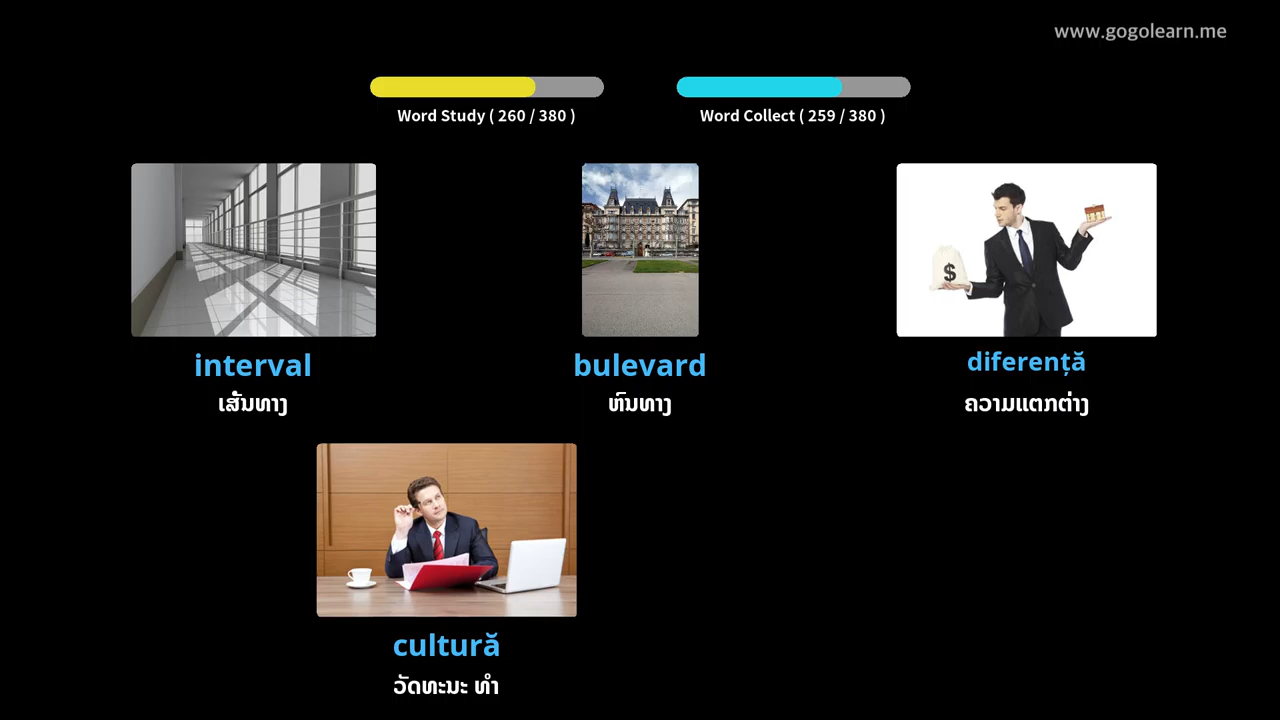 www.gogolearn.me
Word Study ( 260 / 380 )
Word Collect ( 259 / 380 )
interval
ເສັ້ນທາງ
bulevard
ຫົນທາງ
diferență
ຄວາມແຕກຕ່າງ
$
cultură
ວັດທະນະ ທຳ